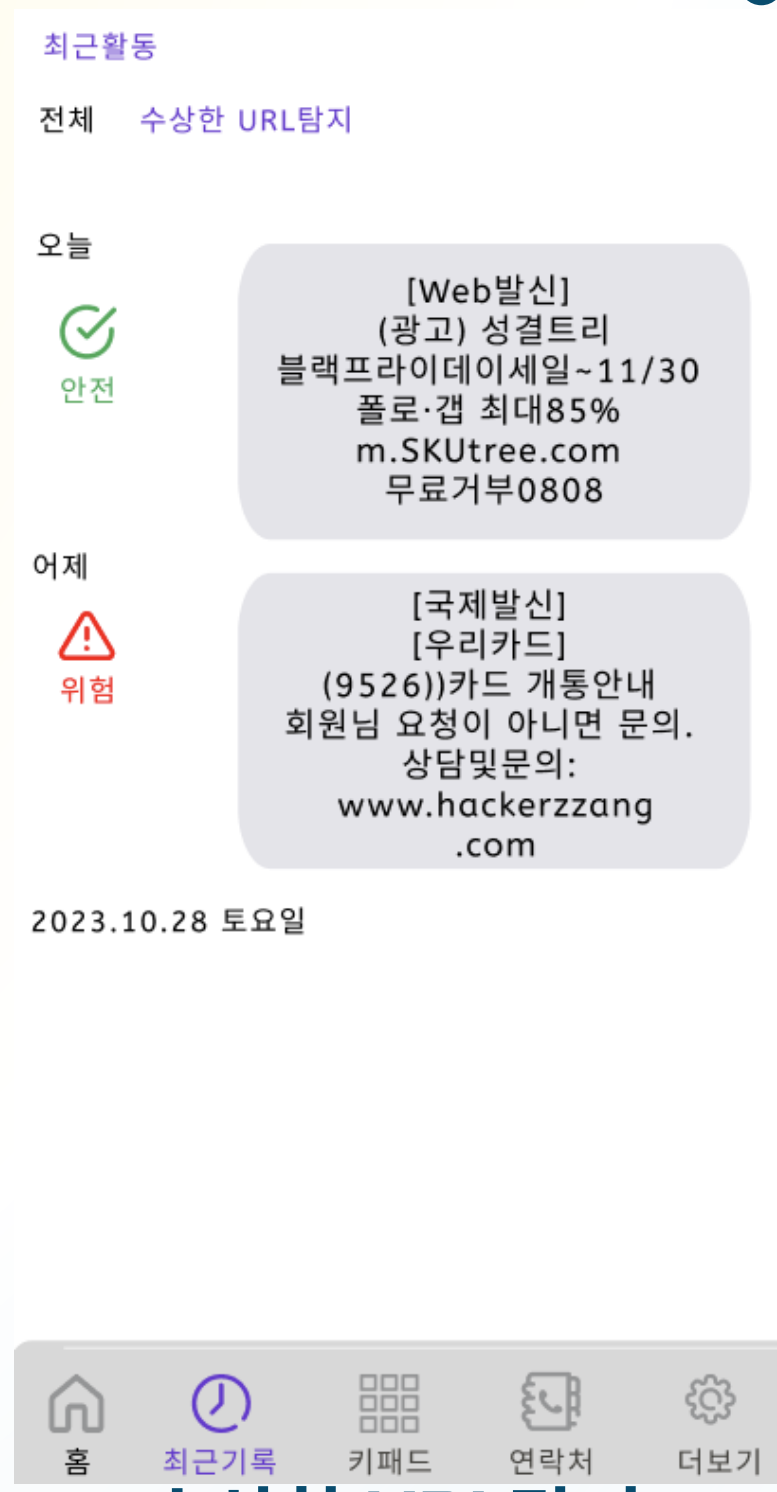 최근활동
전체 수상한 URL탐지
오늘
안전
[Web발신]
(광고) 성결트리
블랙프라이데이세일~11/30
폴로·갭 최대85%
m.SKUtree.com
무료거부0808
어제
위험
[국제발신]
[우리카드]
(9526))카드 개통안내
회원님 요청이 아니면 문의.
상담및문의:
www.hackerzzang
.com
2023.10.28 토요일
홈 최근기록 키패드 연락처 더보기